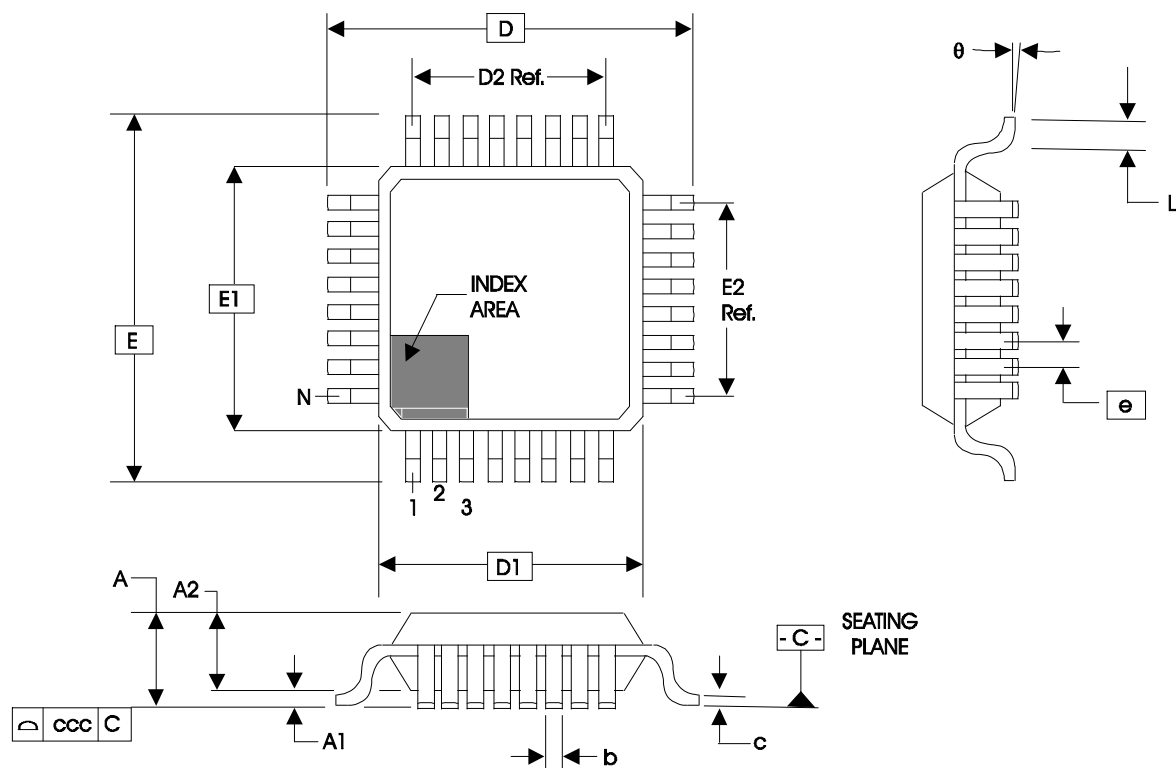 D
D2 Ref.
θ
L
E1
E
INDEX
AREA
E2
Ref.
N
e
1
2
3
D1
A
A2
- C -
SEATING
PLANE
⌓ ccc C
A1
b
c